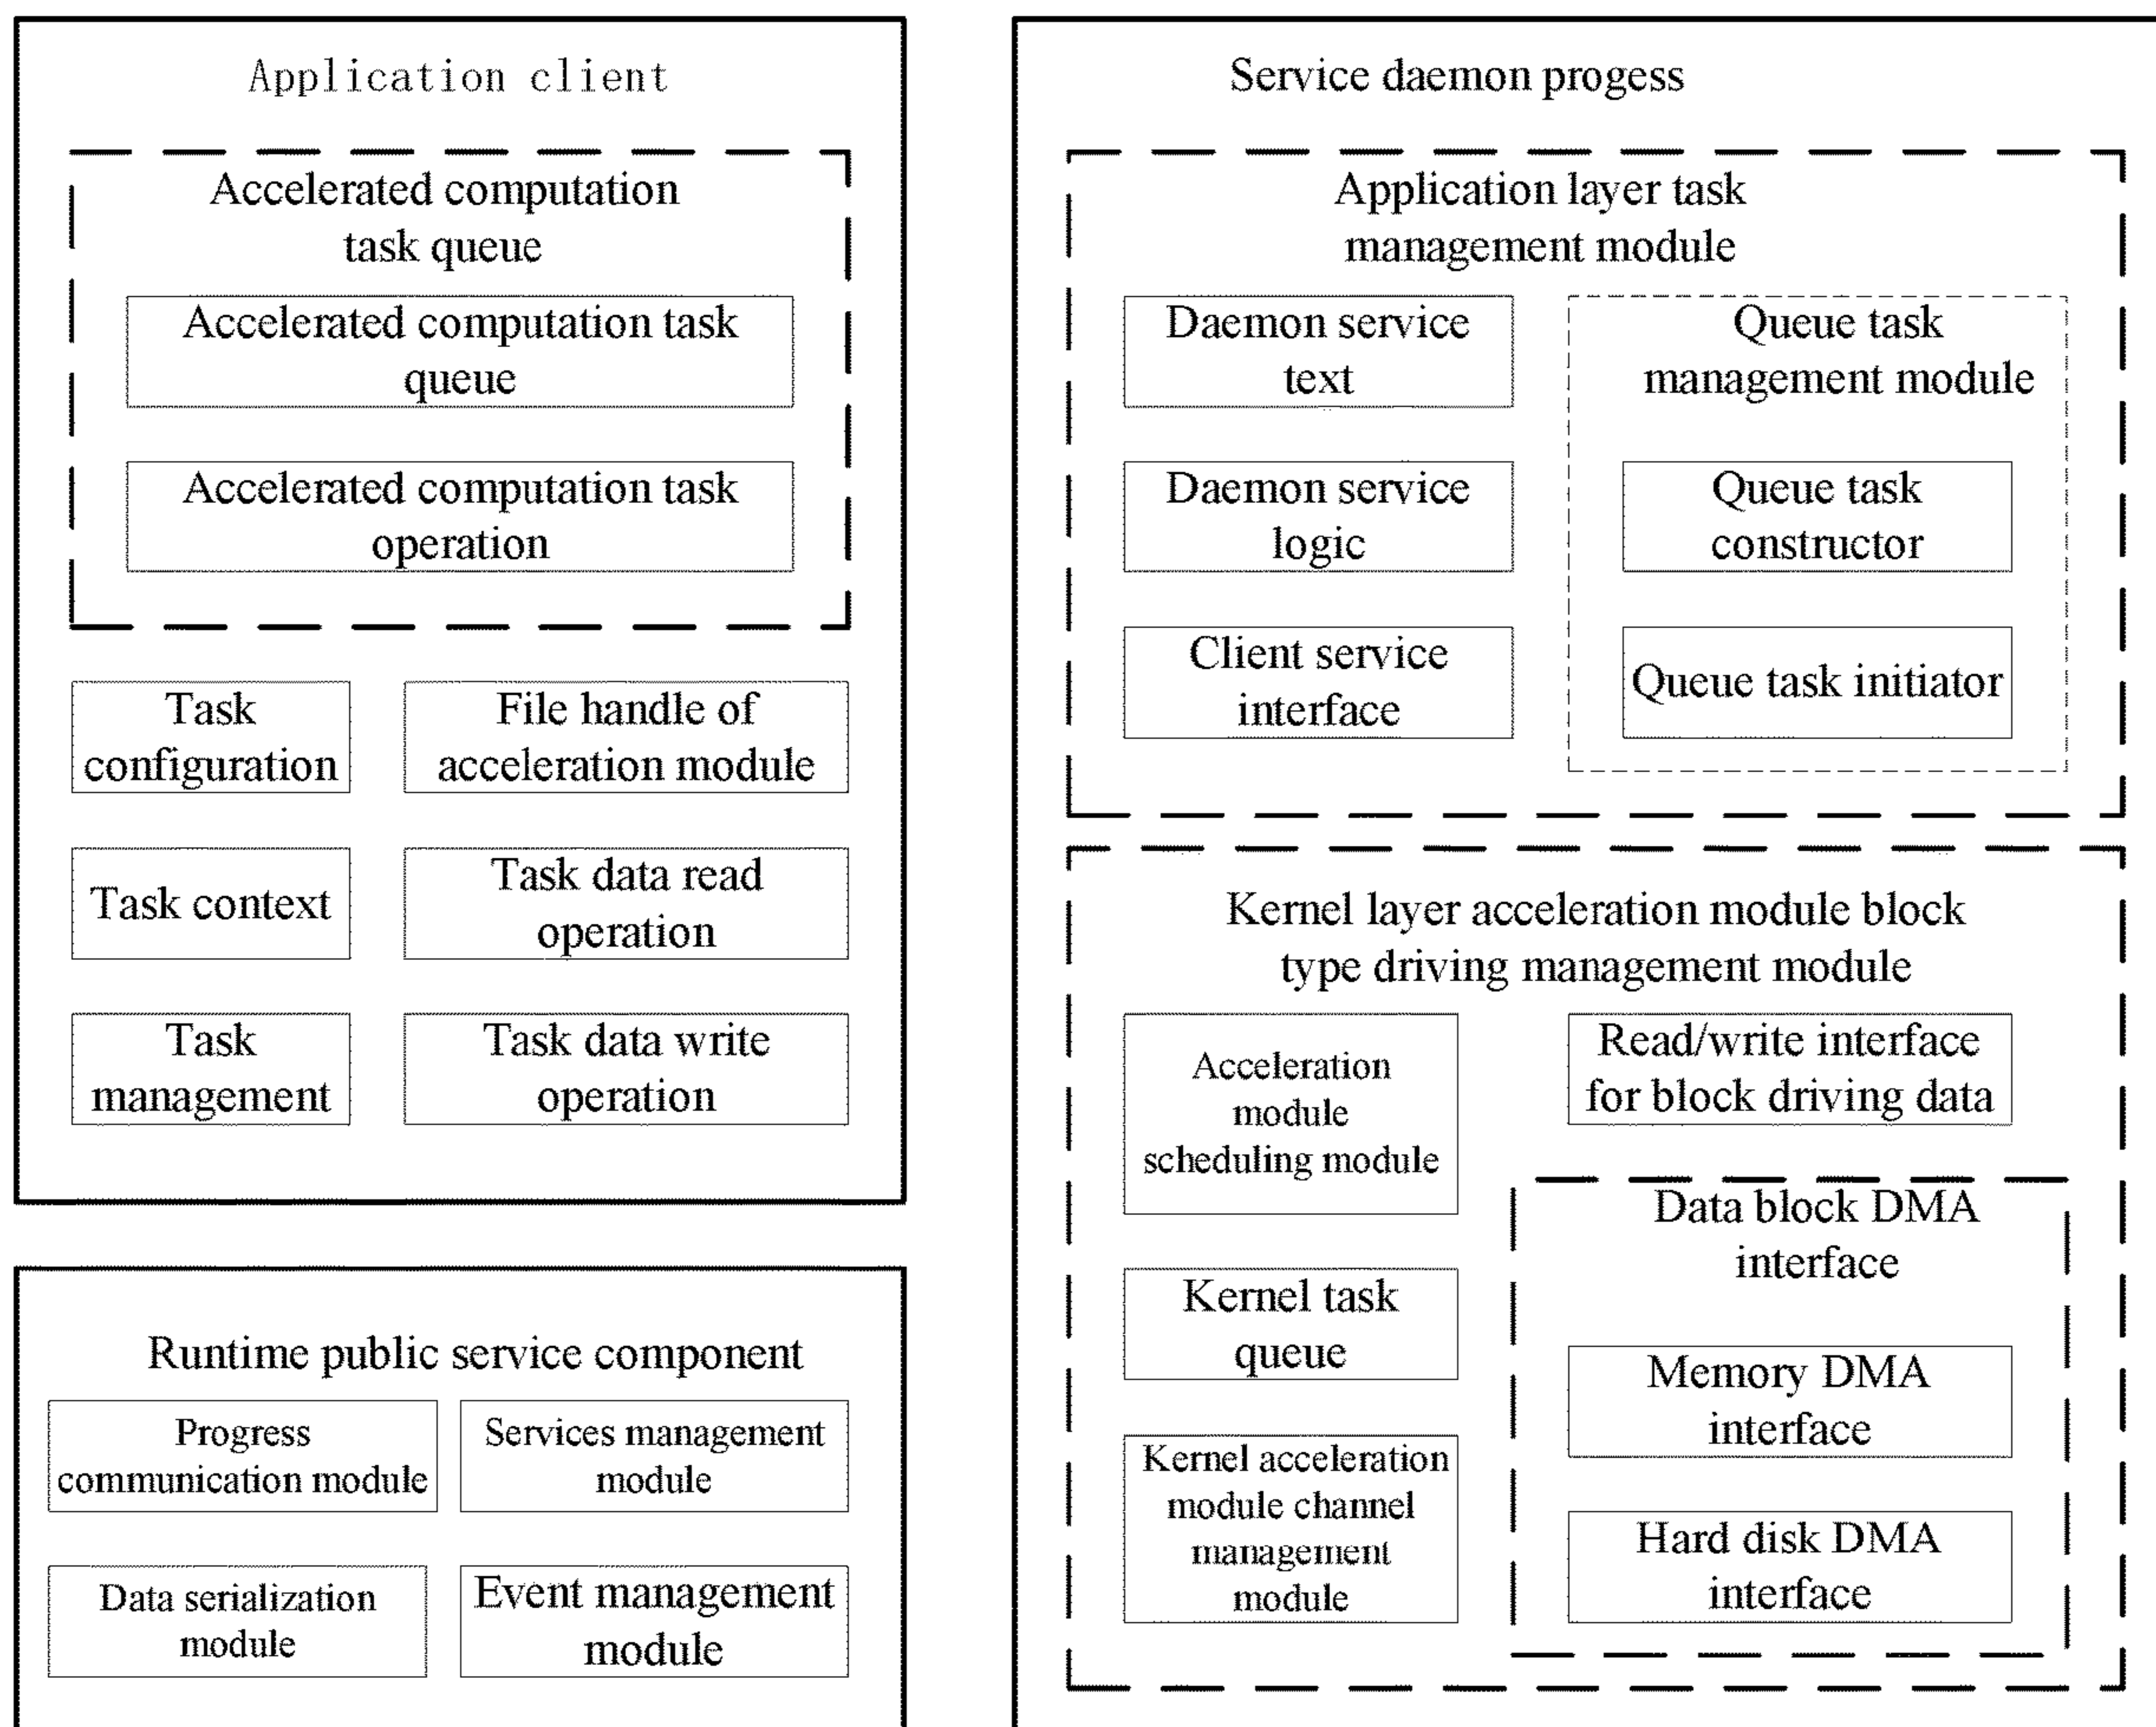 Application client
Accelerated computation
task queue
Accelerated computation task
queue
Accelerated computation task
operation
Task
configuration
File handle of
acceleration module
Task context
Task data read
operation
Task
management
Task data write
operation
Runtime public service component
Progress
communication module
Services management
module
Data serialization
module
Event management
module
Service daemon progess
Application layer task
management module
Daemon service
text
Queue task
management module
Daemon service
logic
Queue task
constructor
Client service
interface
Queue task initiator
Kernel layer acceleration module block
type driving management module
Acceleration
module
scheduling module
Read/write interface
for block driving data
Data block DMA
interface
Kernel task
queue
Memory DMA
interface
Kernel acceleration
module channel
management
module
Hard disk DMA
interface